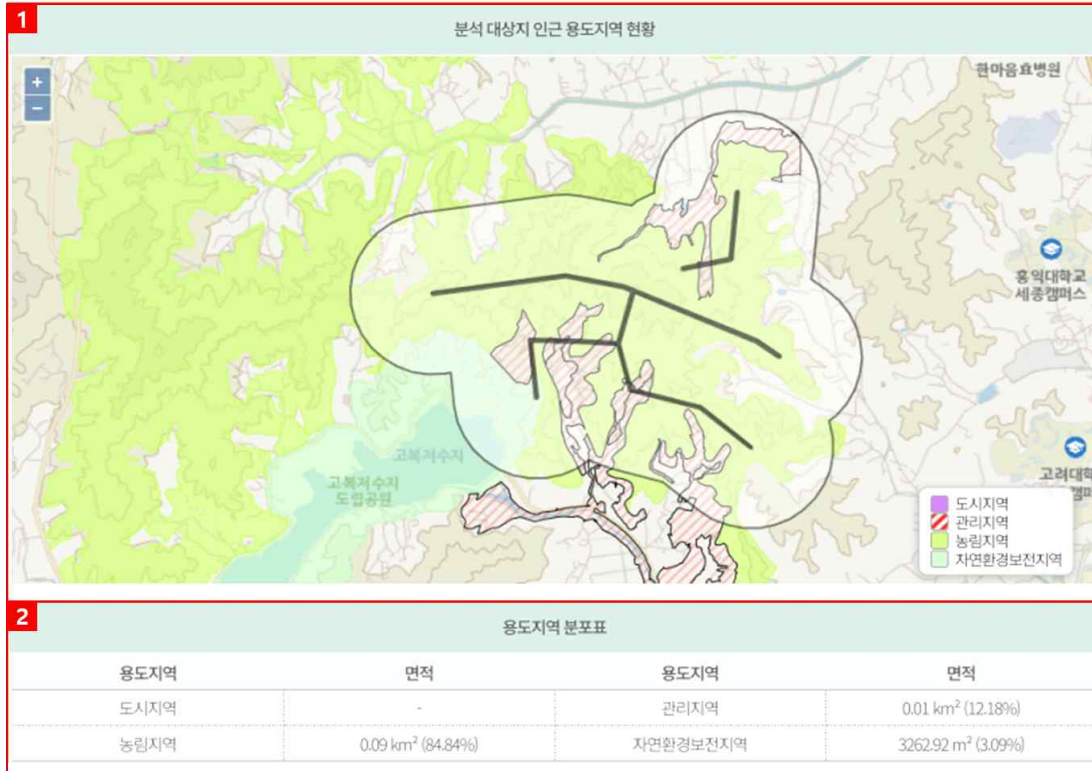 1
분석 대상지 인근 용도지역 현황
+
−
한마음효병원
홍익대학교
세종캠퍼스
고복저수지
고복저수지
도립공원
고려대학
도시지역
관리지역
농림지역
자연환경보전지역
2
용도지역 분포표
용도지역 면적 용도지역 면적
도시지역 - 관리지역 0.01 km² (12.18%)
농림지역 0.09 km² (84.84%) 자연환경보전지역 3262.92 m² (3.09%)